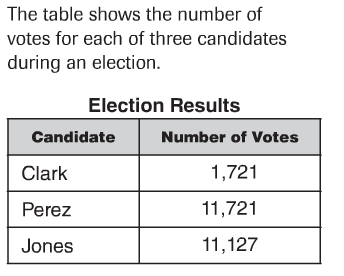 The table shows the number of
votes for each of three candidates
during an election.
Election Results
Candidate Number of Votes
Clark 1,721
Perez 11,721
Jones 11,127